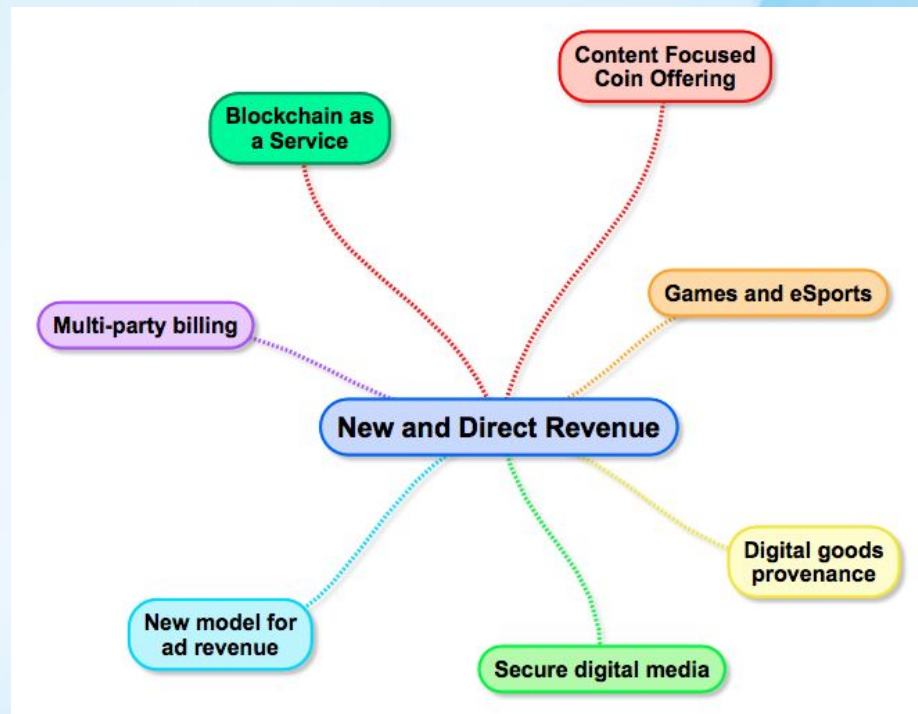 Content Focused
Coin Offering
Blockchain as
a Service
Games and eSports
Multi-party billing
New and Direct Revenue
Digital goods
provenance
New model for
ad revenue
Secure digital media